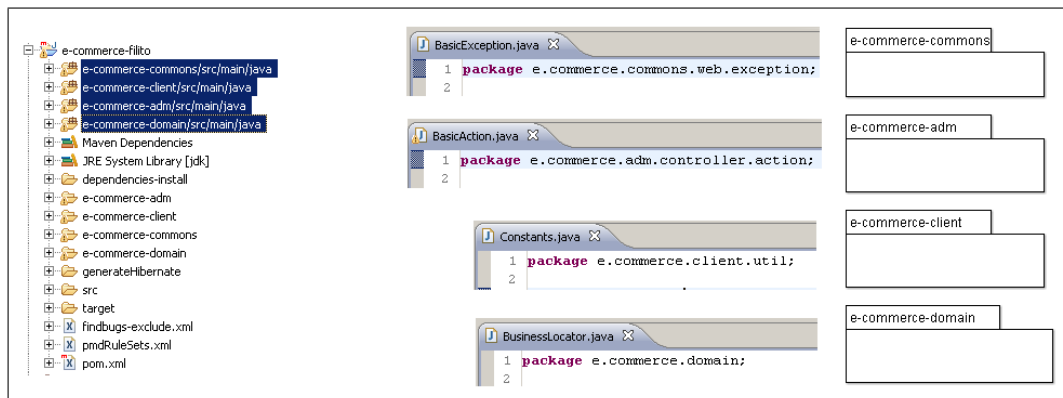 e-commerce-filito
e-commerce-commons/src/main/java
e-commerce-client/src/main/java
e-commerce-adm/src/main/java
e-commerce-domain/src/main/java
Maven Dependencies
JRE System Library [jdk]
dependencies-install
e-commerce-adm
e-commerce-client
e-commerce-commons
e-commerce-domain
generateHibernate
src
target
findbugs-exclude.xml
pmdRuleSets.xml
pom.xml
BasicException.java
1 package e.commerce.commons.web.exception;
2
BasicAction.java
1 package e.commerce.adm.controller.action;
2
Constants.java
1 package e.commerce.client.util;
2
BusinessLocator.java
1 package e.commerce.domain;
2
e-commerce-commons
e-commerce-adm
e-commerce-client
e-commerce-domain